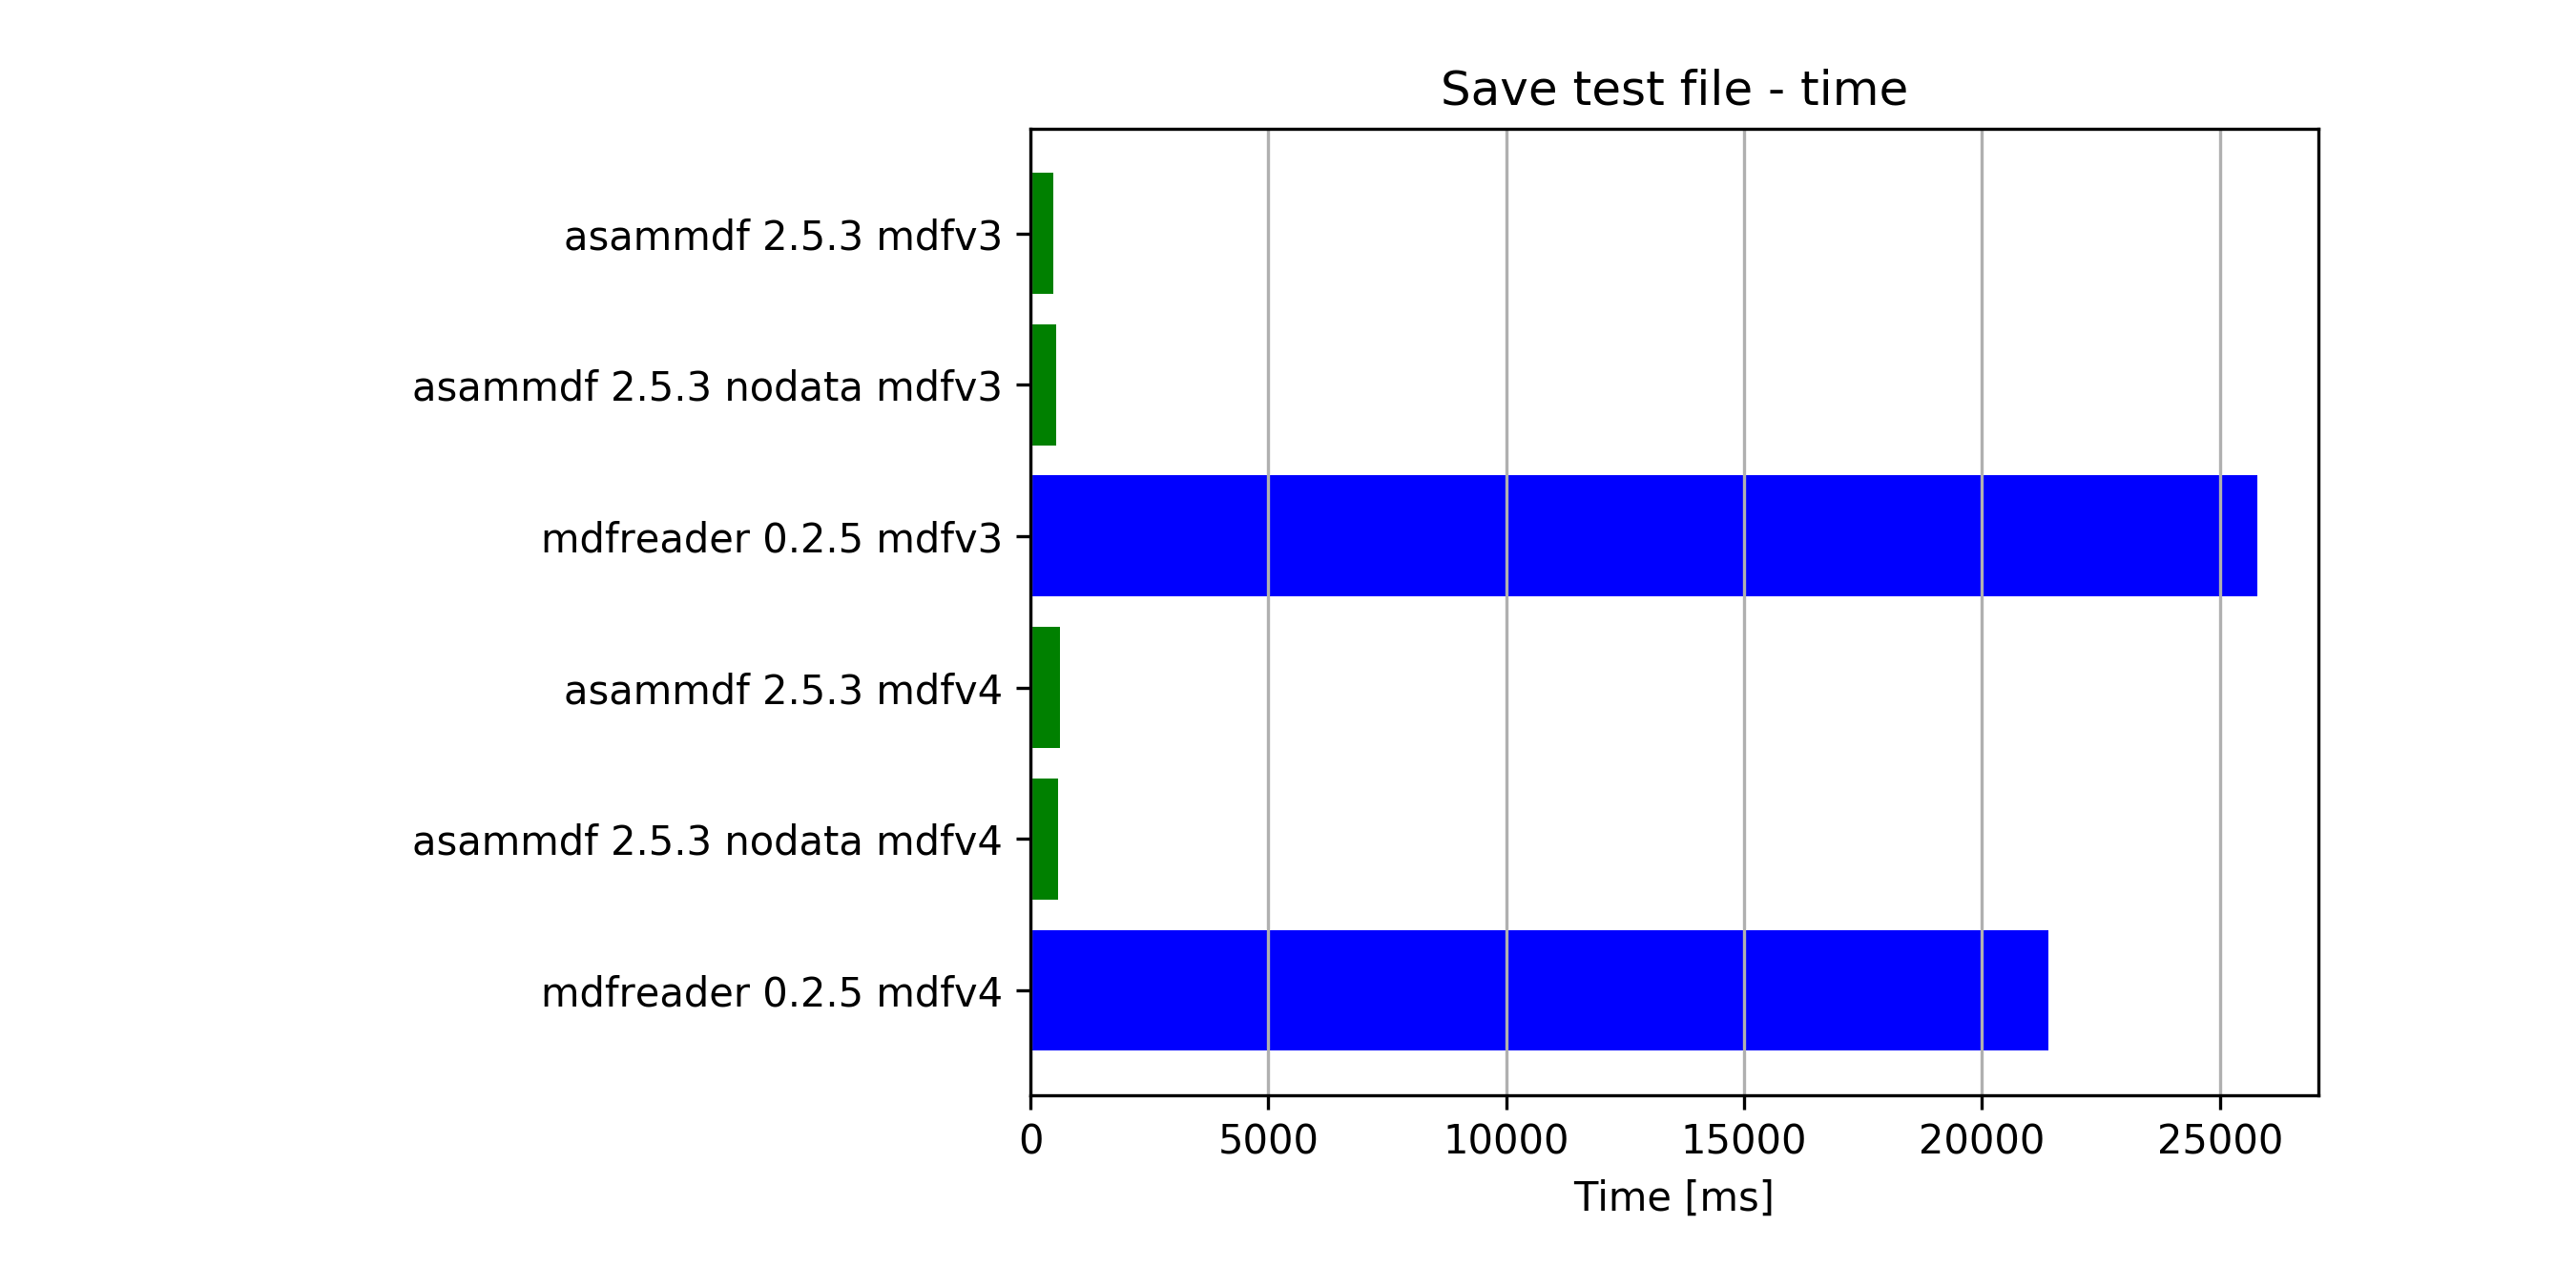 Save test file - time
asammdf 2.5.3 mdfv3
asammdf 2.5.3 nodata mdfv3
mdfreader 0.2.5 mdfv3
asammdf 2.5.3 mdfv4
asammdf 2.5.3 nodata mdfv4
mdfreader 0.2.5 mdfv4
0 5000 10000 15000 20000 25000
Time [ms]